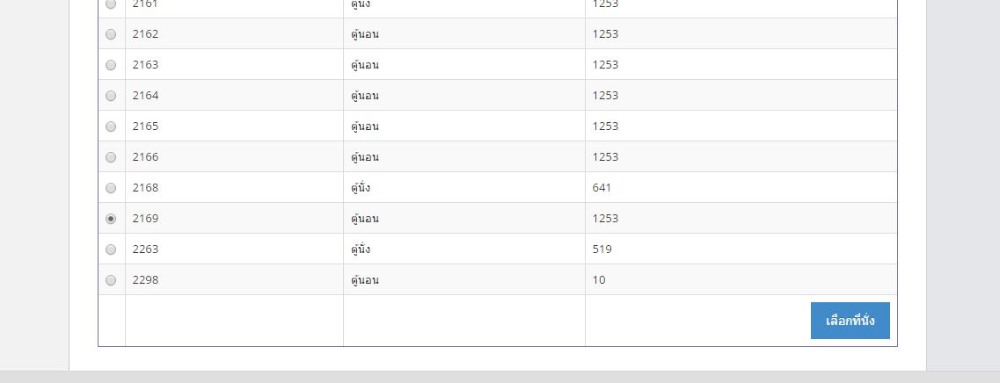 2161 ตู้นั่ง 1253
2162 ตู้นอน 1253
2163 ตู้นอน 1253
2164 ตู้นอน 1253
2165 ตู้นอน 1253
2166 ตู้นอน 1253
2168 ตู้นั่ง 641
2169 ตู้นอน 1253
2263 ตู้นั่ง 519
2298 ตู้นอน 10
เลือกที่นั่ง